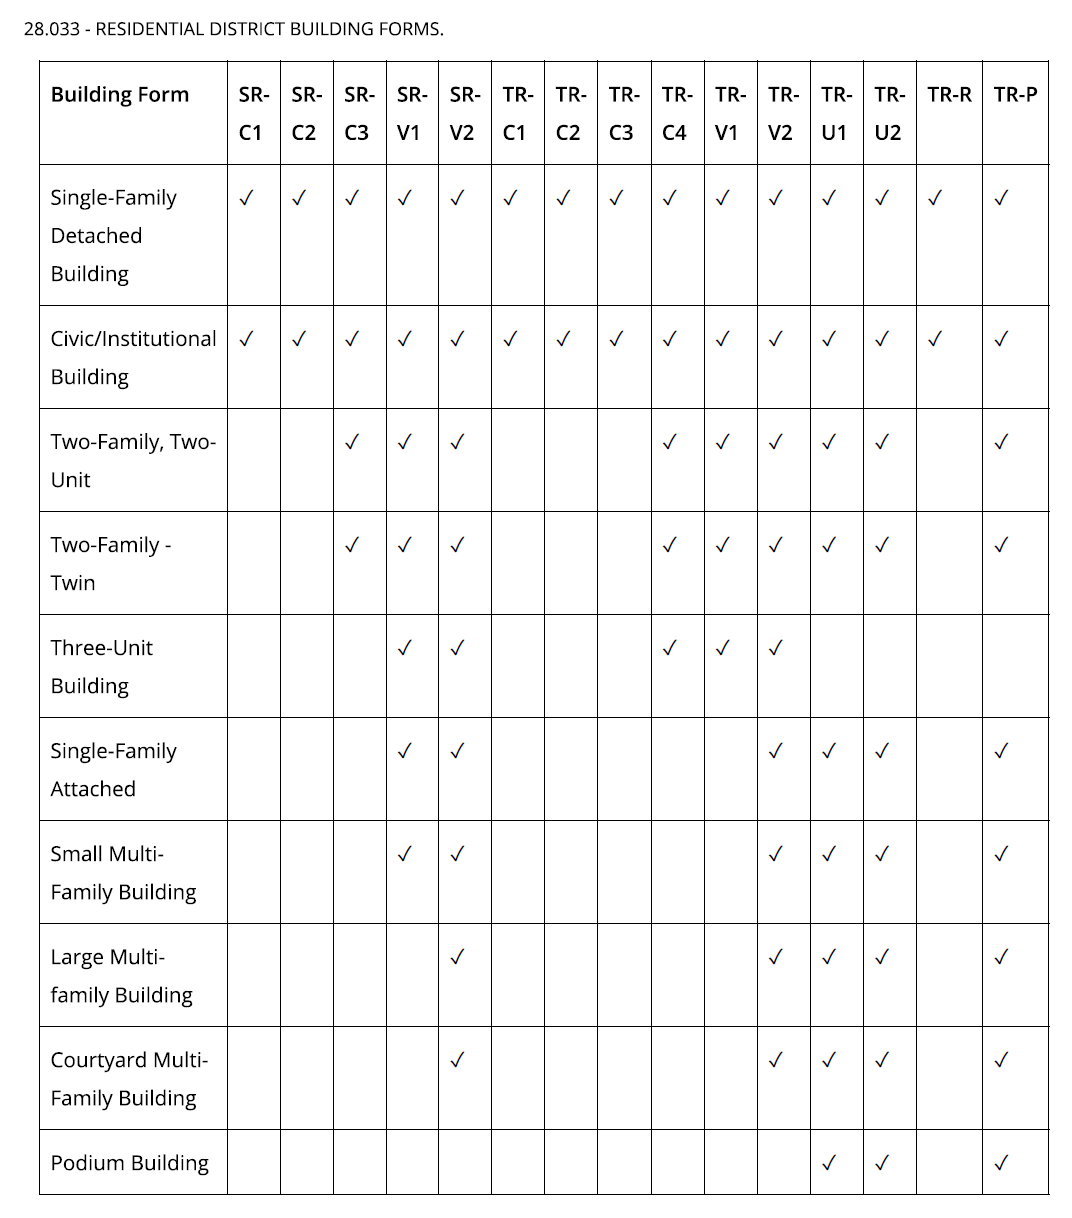 28.033 - RESIDENTIAL DISTRICT BUILDING FORMS.
Building Form SR- SR- SR- SR- SR- TR- TR- TR- TR- TR- TR- TR- TR- TR-R TR-P
C1 C2 C3 V1 V2 C1 C2 C3 C4 V1 V2 U1 U2
Single-Family ✓ ✓ ✓ ✓ ✓ ✓ ✓ ✓ ✓ ✓ ✓ ✓ ✓ ✓ ✓
Detached
Building
Civic/Institutional ✓ ✓ ✓ ✓ ✓ ✓ ✓ ✓ ✓ ✓ ✓ ✓ ✓ ✓ ✓
Building
Two-Family, Two- ✓ ✓ ✓ ✓ ✓ ✓ ✓ ✓ ✓
Unit
Two-Family - ✓ ✓ ✓ ✓ ✓ ✓ ✓ ✓ ✓
Twin
Three-Unit ✓ ✓ ✓ ✓ ✓
Building
Single-Family ✓ ✓ ✓ ✓ ✓ ✓
Attached
Small Multi- ✓ ✓ ✓ ✓ ✓ ✓
Family Building
Large Multi- ✓ ✓ ✓ ✓ ✓
family Building
Courtyard Multi- ✓ ✓ ✓ ✓ ✓
Family Building
Podium Building ✓ ✓ ✓